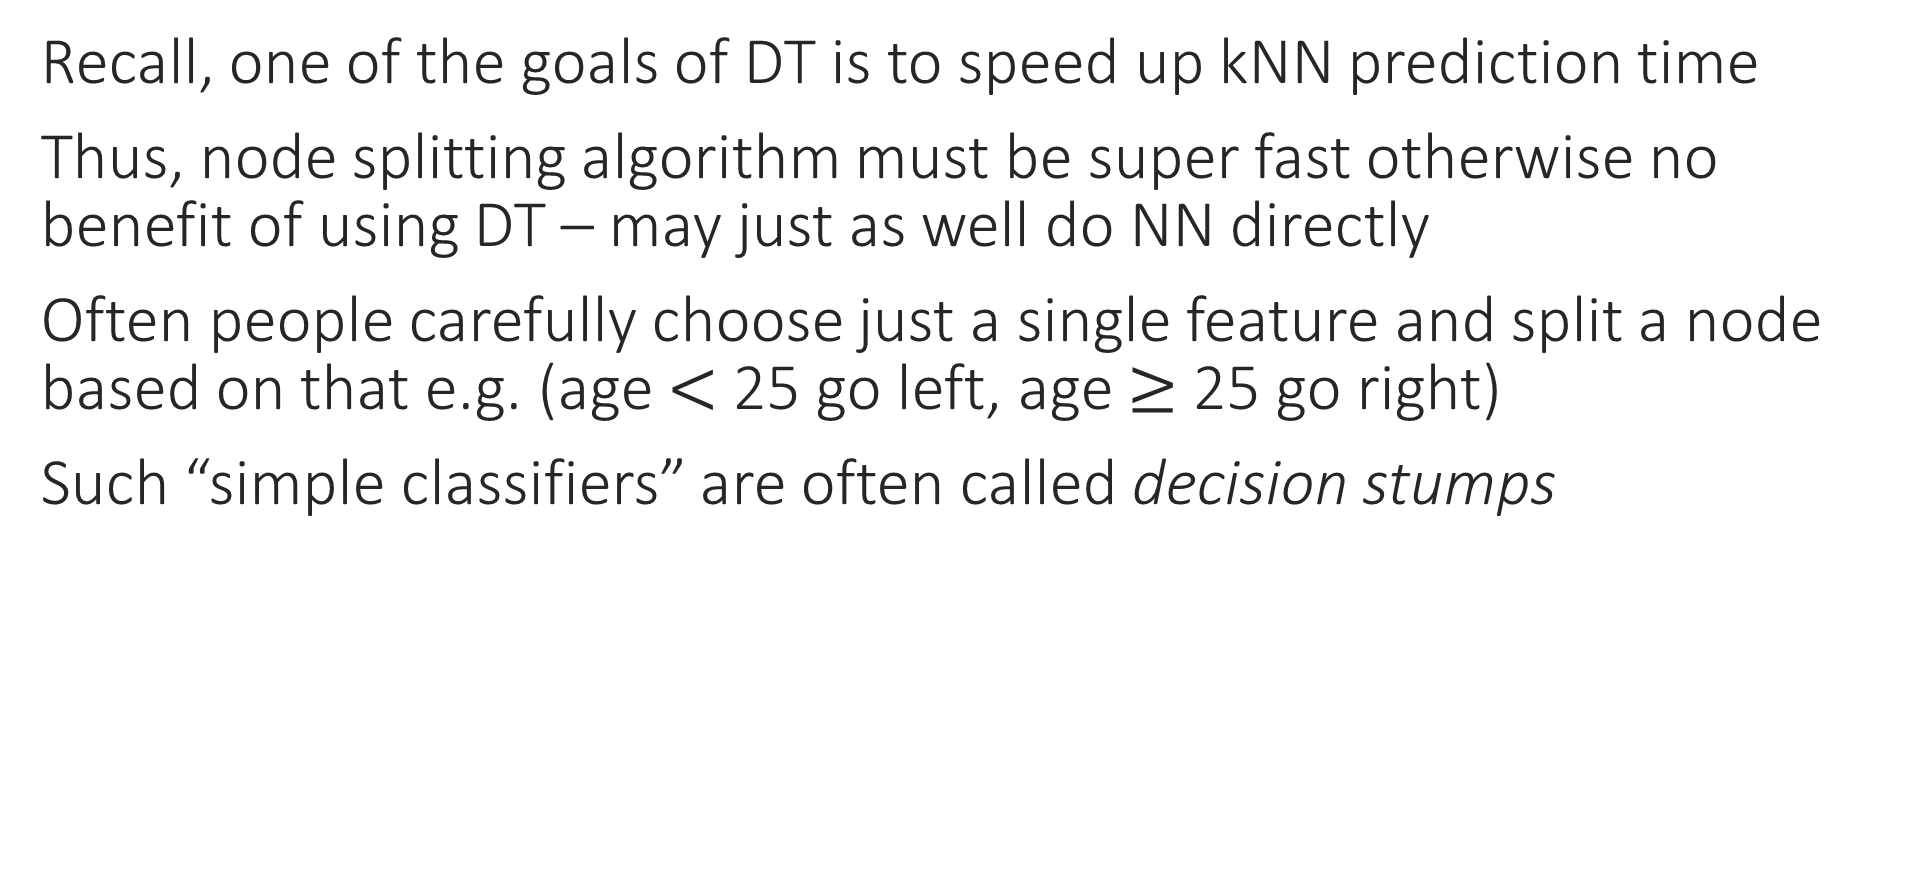 Recall, one of the goals of DT is to speed up kNN prediction time
Thus, node splitting algorithm must be super fast otherwise no
benefit of using DT – may just as well do NN directly
Often people carefully choose just a single feature and split a node
based on that e.g. (age < 25 go left, age ≥ 25 go right)
Such “simple classifiers” are often called decision stumps